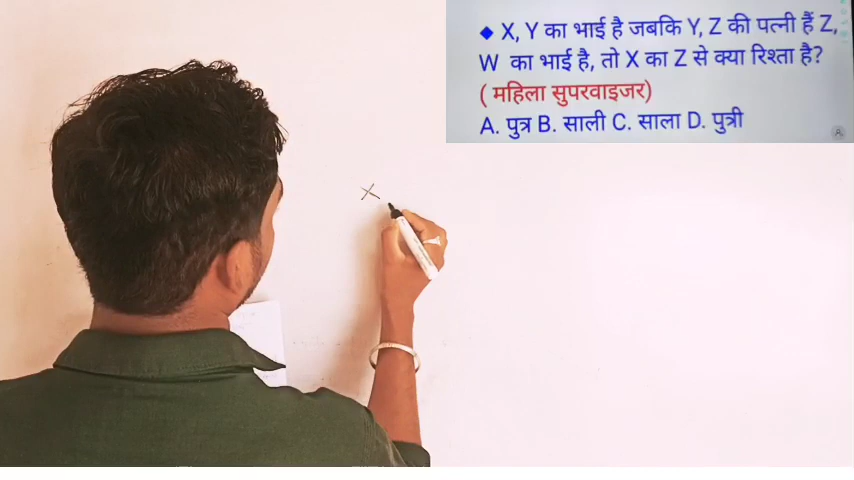 ◆ X, Y का भाई है जबकि Y, Z की पत्नी हैं Z,
W का भाई है, तो X का Z से क्या रिश्ता है?
( महिला सुपरवाइजर)
A. पुत्र B. साली C. साला D. पुत्री
X